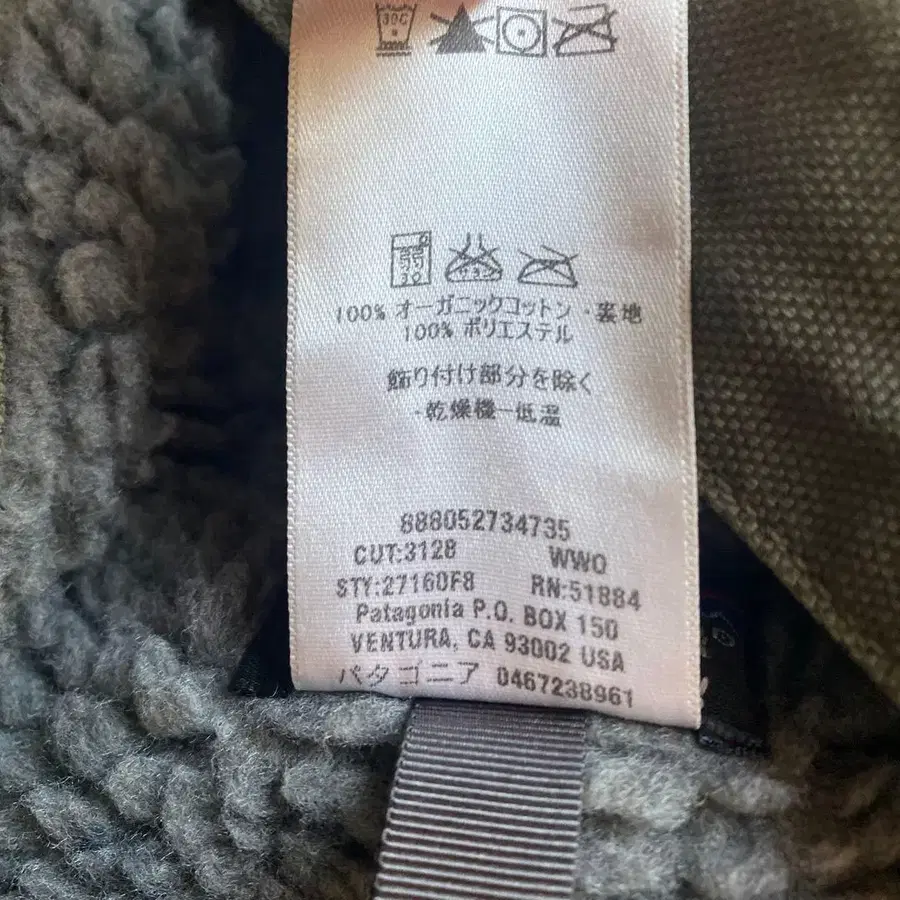 30C
100% オーガニックコットン・裏地
100% ポリエステル
飾り付け部分を除く
・乾燥機ー低温
888052734735
CUT:3128 WWO
STY:27160F8 RN:51884
Patagonia P.O. BOX 150
VENTURA, CA 93002 USA
パタゴニア 0467238961